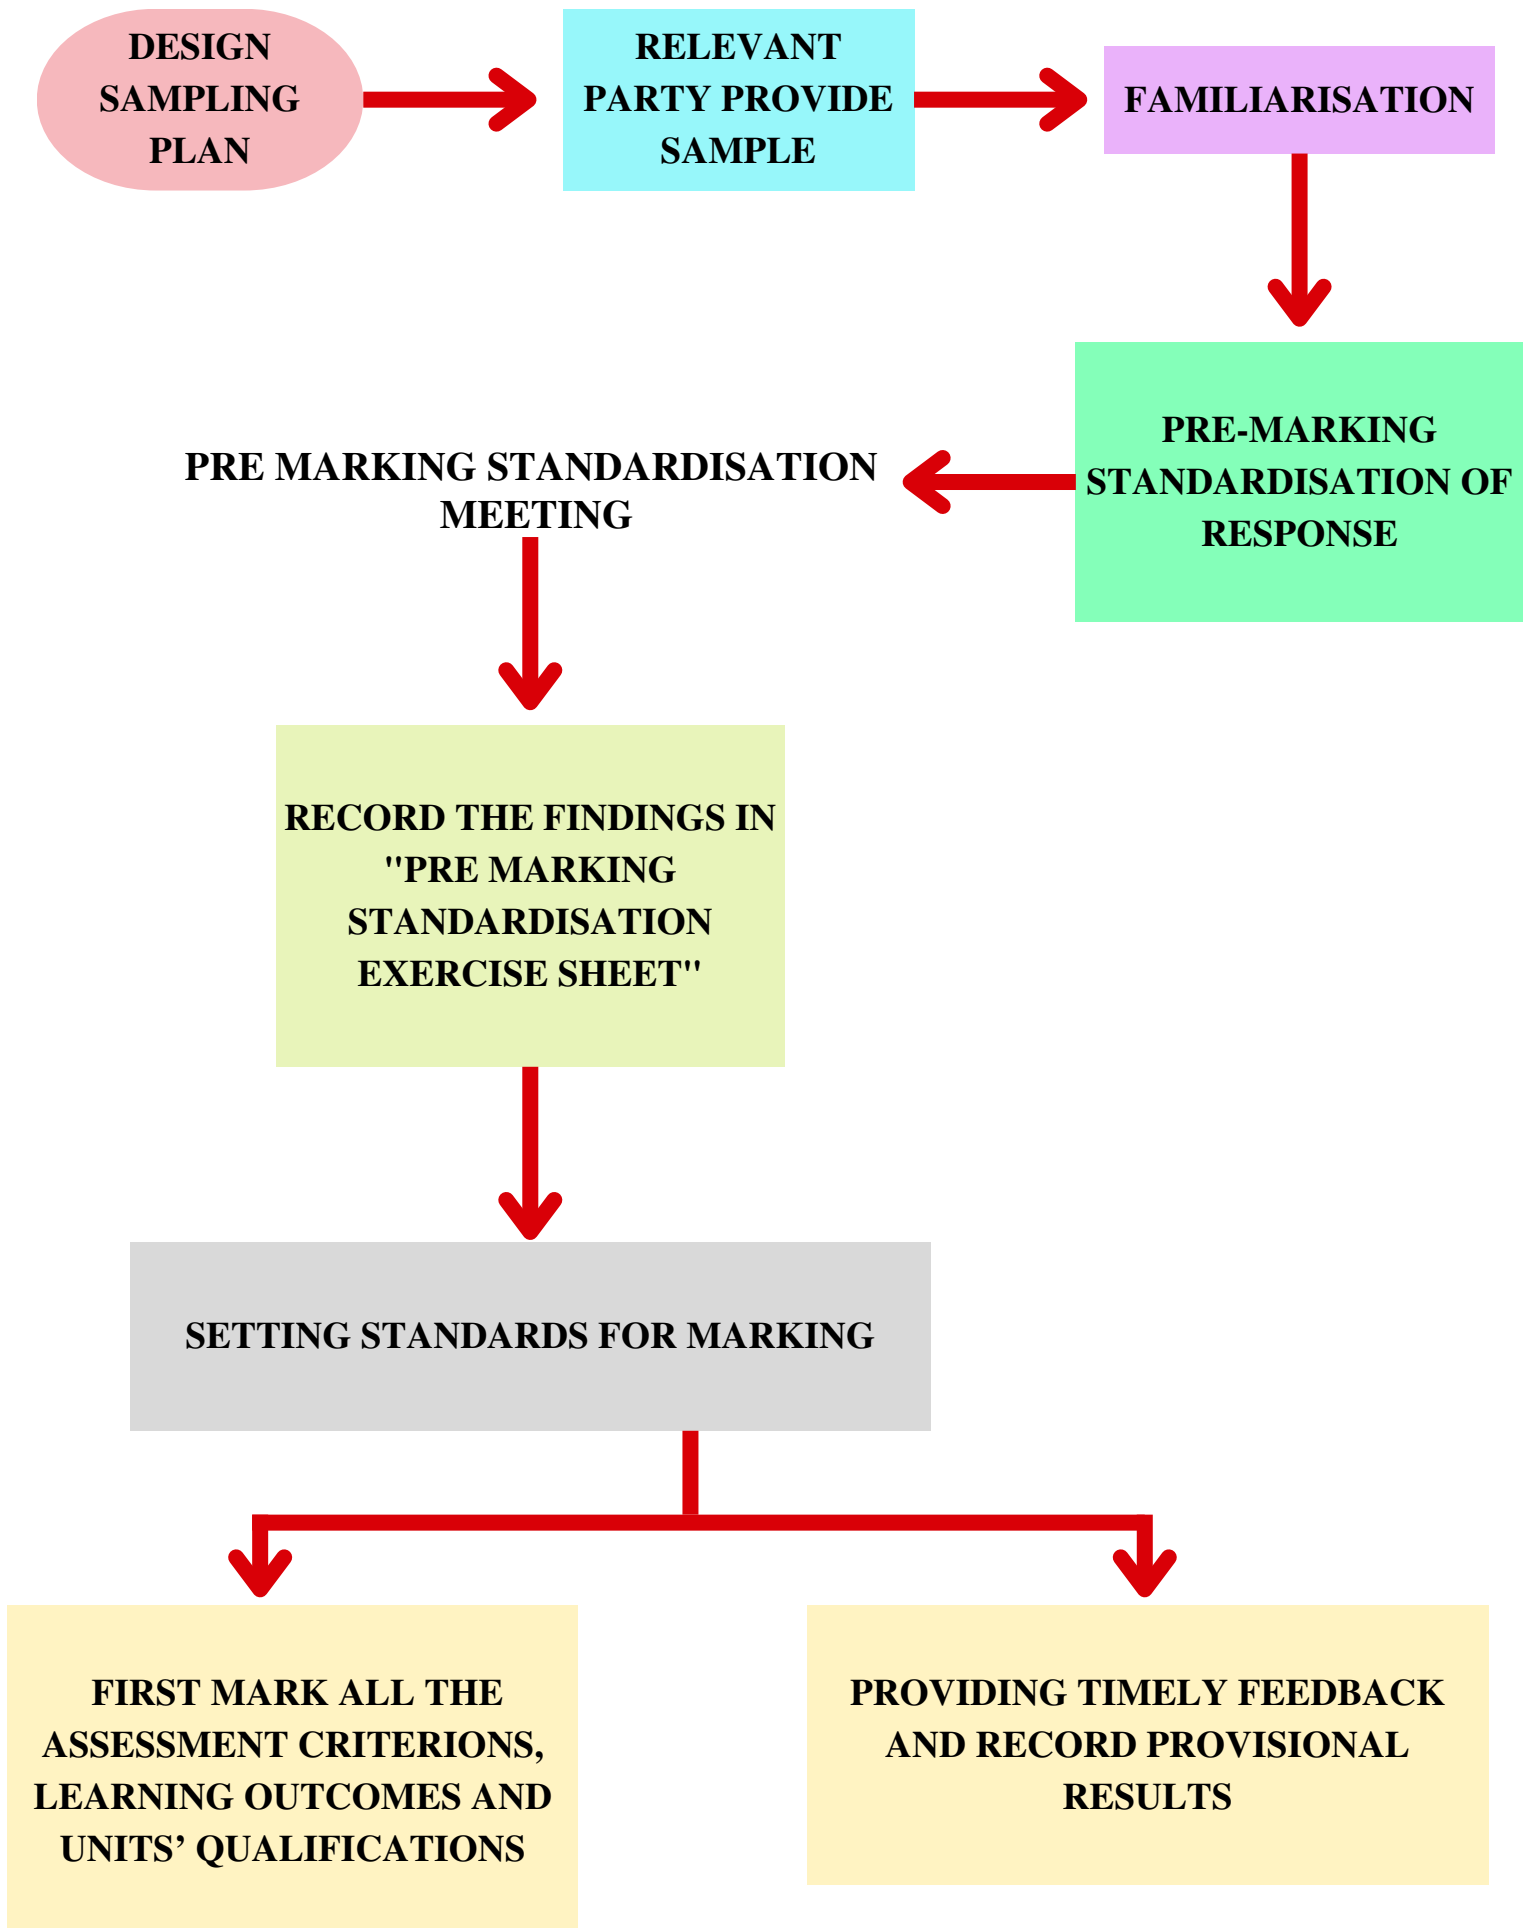 DESIGN
SAMPLING
PLAN
RELEVANT
PARTY PROVIDE
SAMPLE
FAMILIARISATION
PRE-MARKING
STANDARDISATION OF
RESPONSE
PRE MARKING STANDARDISATION
MEETING
RECORD THE FINDINGS IN
"PRE MARKING
STANDARDISATION
EXERCISE SHEET"
SETTING STANDARDS FOR MARKING
FIRST MARK ALL THE
ASSESSMENT CRITERIONS,
LEARNING OUTCOMES AND
UNITS’ QUALIFICATIONS
PROVIDING TIMELY FEEDBACK
AND RECORD PROVISIONAL
RESULTS